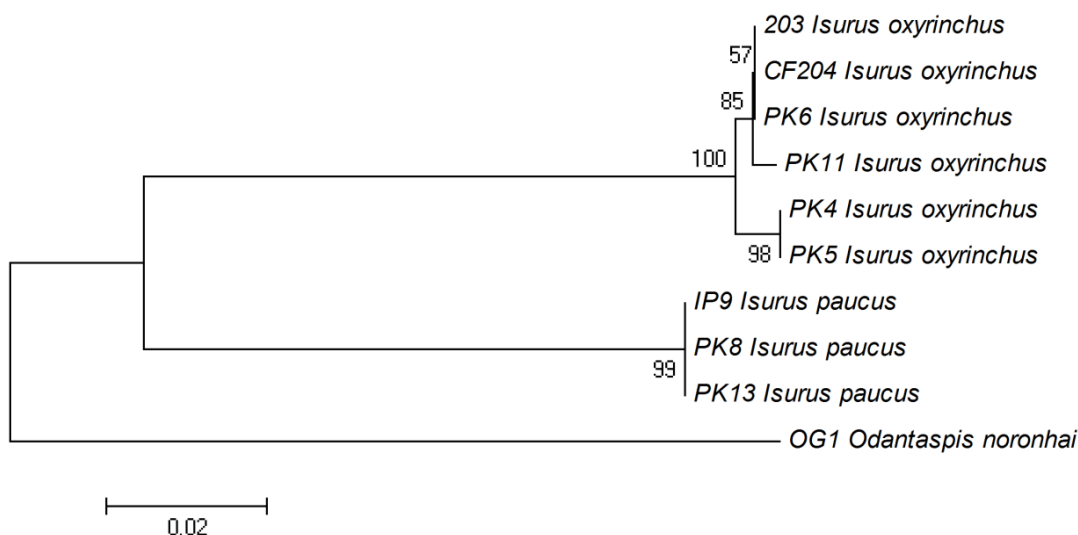 203 Isurus oxyrinchus
57
CF204 Isurus oxyrinchus
85
PK6 Isurus oxyrinchus
100
PK11 Isurus oxyrinchus
PK4 Isurus oxyrinchus
98
PK5 Isurus oxyrinchus
IP9 Isurus paucus
PK8 Isurus paucus
99
PK13 Isurus paucus
OG1 Odantaspis noronhai
0.02